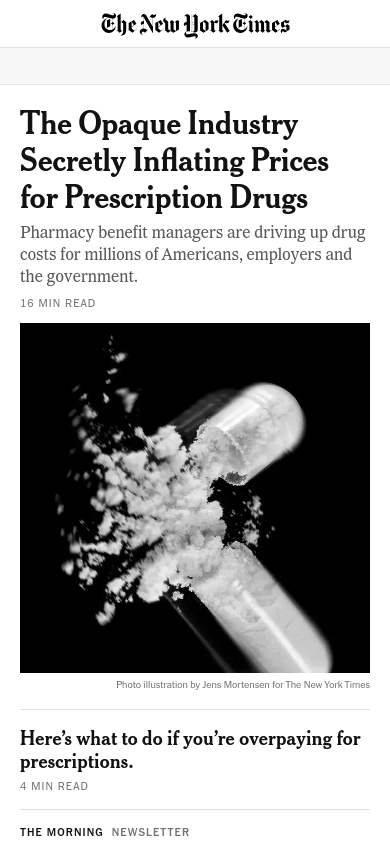 The New York Times
The Opaque Industry
Secretly Inflating Prices
for Prescription Drugs
Pharmacy benefit managers are driving up drug
costs for millions of Americans, employers and
the government.
16 MIN READ
Photo illustration by Jens Mortensen for The New York Times
Here’s what to do if you’re overpaying for
prescriptions.
4 MIN READ
THE MORNING NEWSLETTER